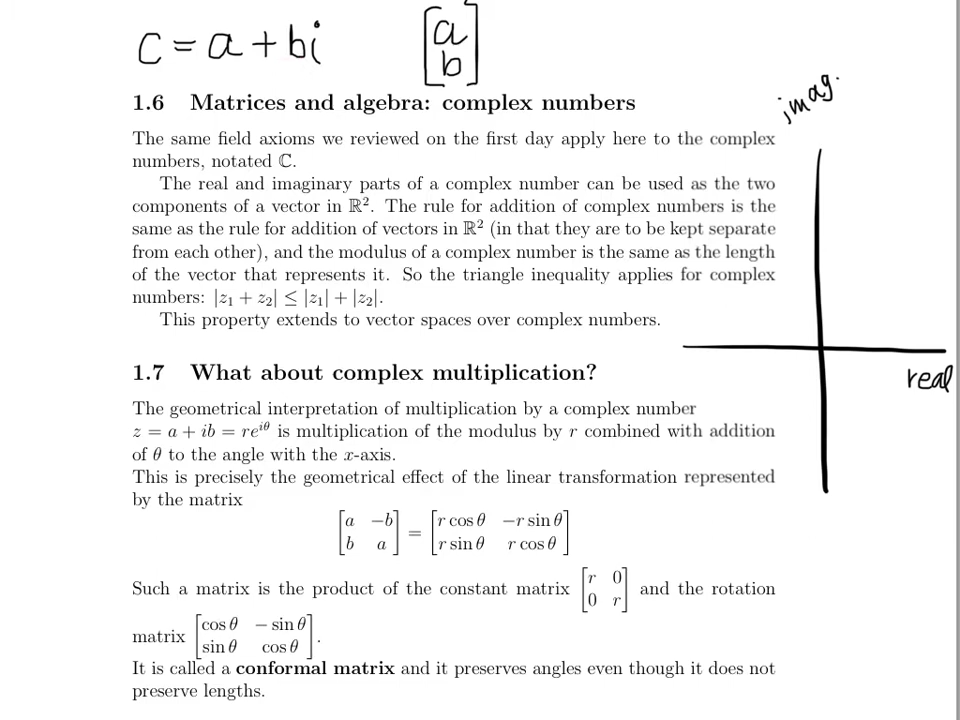 c = a + bi [a b]
imag.
1.6 Matrices and algebra: complex numbers
The same field axioms we reviewed on the first day apply here to the complex
numbers, notated ℂ.
The real and imaginary parts of a complex number can be used as the two
components of a vector in ℝ². The rule for addition of complex numbers is the
same as the rule for addition of vectors in ℝ² (in that they are to be kept separate
from each other), and the modulus of a complex number is the same as the length
of the vector that represents it. So the triangle inequality applies for complex
numbers: |z₁ + z₂| ≤ |z₁| + |z₂|.
This property extends to vector spaces over complex numbers.
real
1.7 What about complex multiplication?
The geometrical interpretation of multiplication by a complex number
z = a + ib = re^{iθ} is multiplication of the modulus by r combined with addition
of θ to the angle with the x-axis.
This is precisely the geometrical effect of the linear transformation represented
by the matrix
[a −b] = [r cos θ −r sin θ]
[b a] [r sin θ r cos θ]
Such a matrix is the product of the constant matrix [r 0; 0 r] and the rotation
matrix [cos θ − sin θ; sin θ cos θ].
It is called a conformal matrix and it preserves angles even though it does not
preserve lengths.